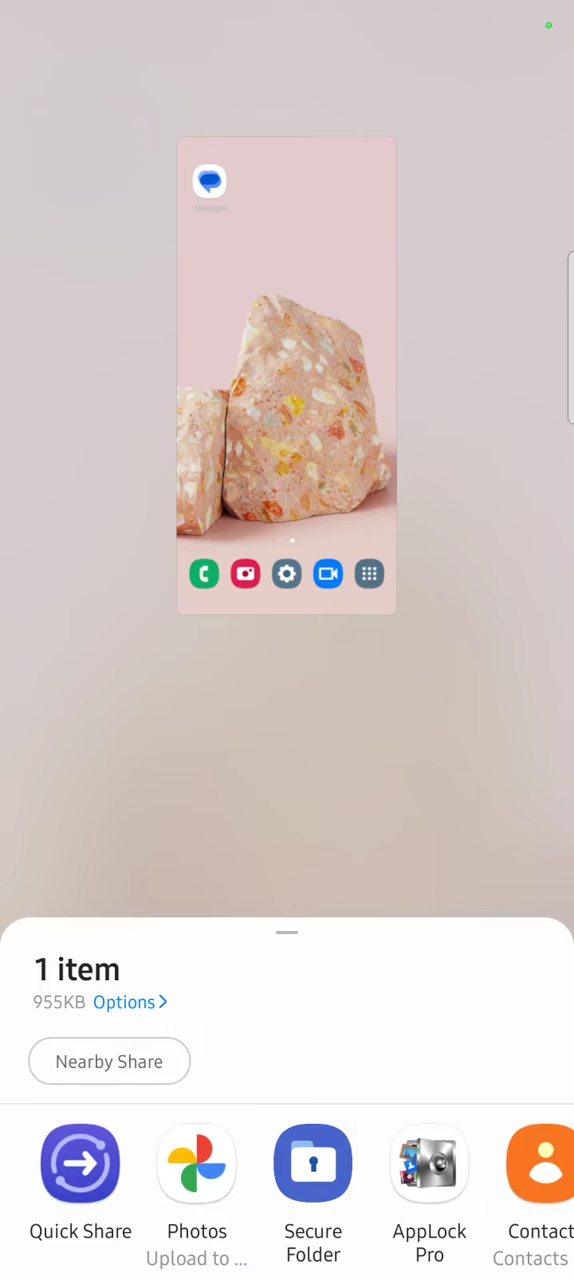 1 item
955KB Options >
Nearby Share
Quick Share
Photos
Upload to ...
Secure
Folder
AppLock
Pro
Contact
Contacts